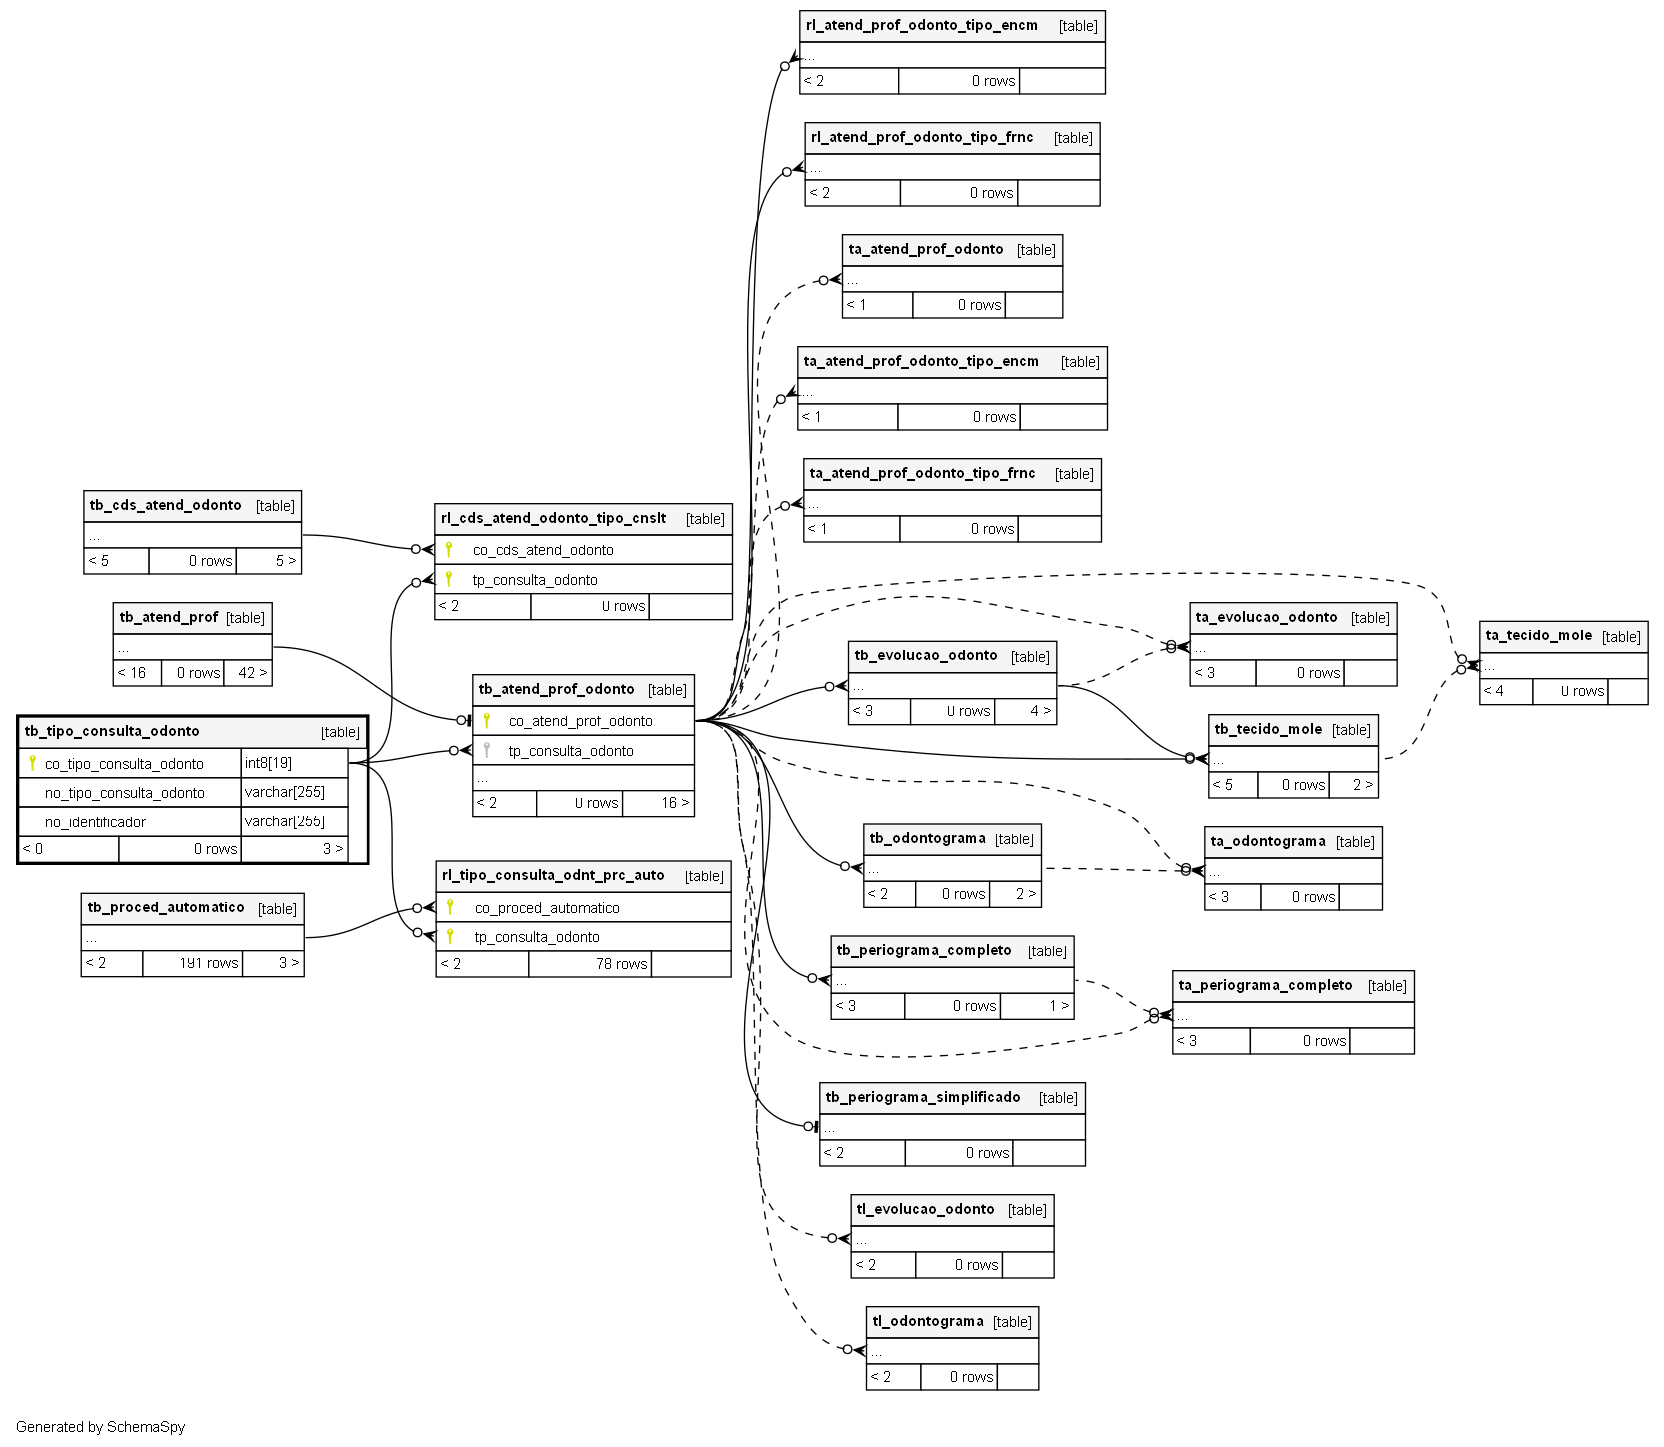 rl_atend_prof_odonto_tipo_encm [table]
...
< 2 0 rows
rl_atend_prof_odonto_tipo_frnc [table]
...
< 2 0 rows
ta_atend_prof_odonto [table]
...
< 1 0 rows
ta_atend_prof_odonto_tipo_encm [table]
...
< 1 0 rows
ta_atend_prof_odonto_tipo_frnc [table]
...
< 1 0 rows
tb_cds_atend_odonto [table]
...
< 5 0 rows 5 >
rl_cds_atend_odonto_tipo_cnslt [table]
co_cds_atend_odonto
tp_consulta_odonto
< 2 0 rows
tb_atend_prof [table]
...
< 16 0 rows 42 >
tb_atend_prof_odonto [table]
co_atend_prof_odonto
tp_consulta_odonto
...
< 2 0 rows 16 >
tb_tipo_consulta_odonto [table]
co_tipo_consulta_odonto int8[19]
no_tipo_consulta_odonto varchar[255]
no_identificador varchar[255]
< 0 0 rows 3 >
rl_tipo_consulta_odnt_prc_auto [table]
co_proced_automatico
tp_consulta_odonto
< 2 78 rows
tb_proced_automatico [table]
...
< 2 191 rows 3 >
tb_evolucao_odonto [table]
...
< 3 0 rows 4 >
ta_evolucao_odonto [table]
...
< 3 0 rows
ta_tecido_mole [table]
...
< 4 0 rows
tb_tecido_mole [table]
...
< 5 0 rows 2 >
tb_odontograma [table]
...
< 2 0 rows 2 >
ta_odontograma [table]
...
< 3 0 rows
tb_periograma_completo [table]
...
< 3 0 rows 1 >
ta_periograma_completo [table]
...
< 3 0 rows
tb_periograma_simplificado [table]
...
< 2 0 rows
tl_evolucao_odonto [table]
...
< 2 0 rows
tl_odontograma [table]
...
< 2 0 rows
Generated by SchemaSpy